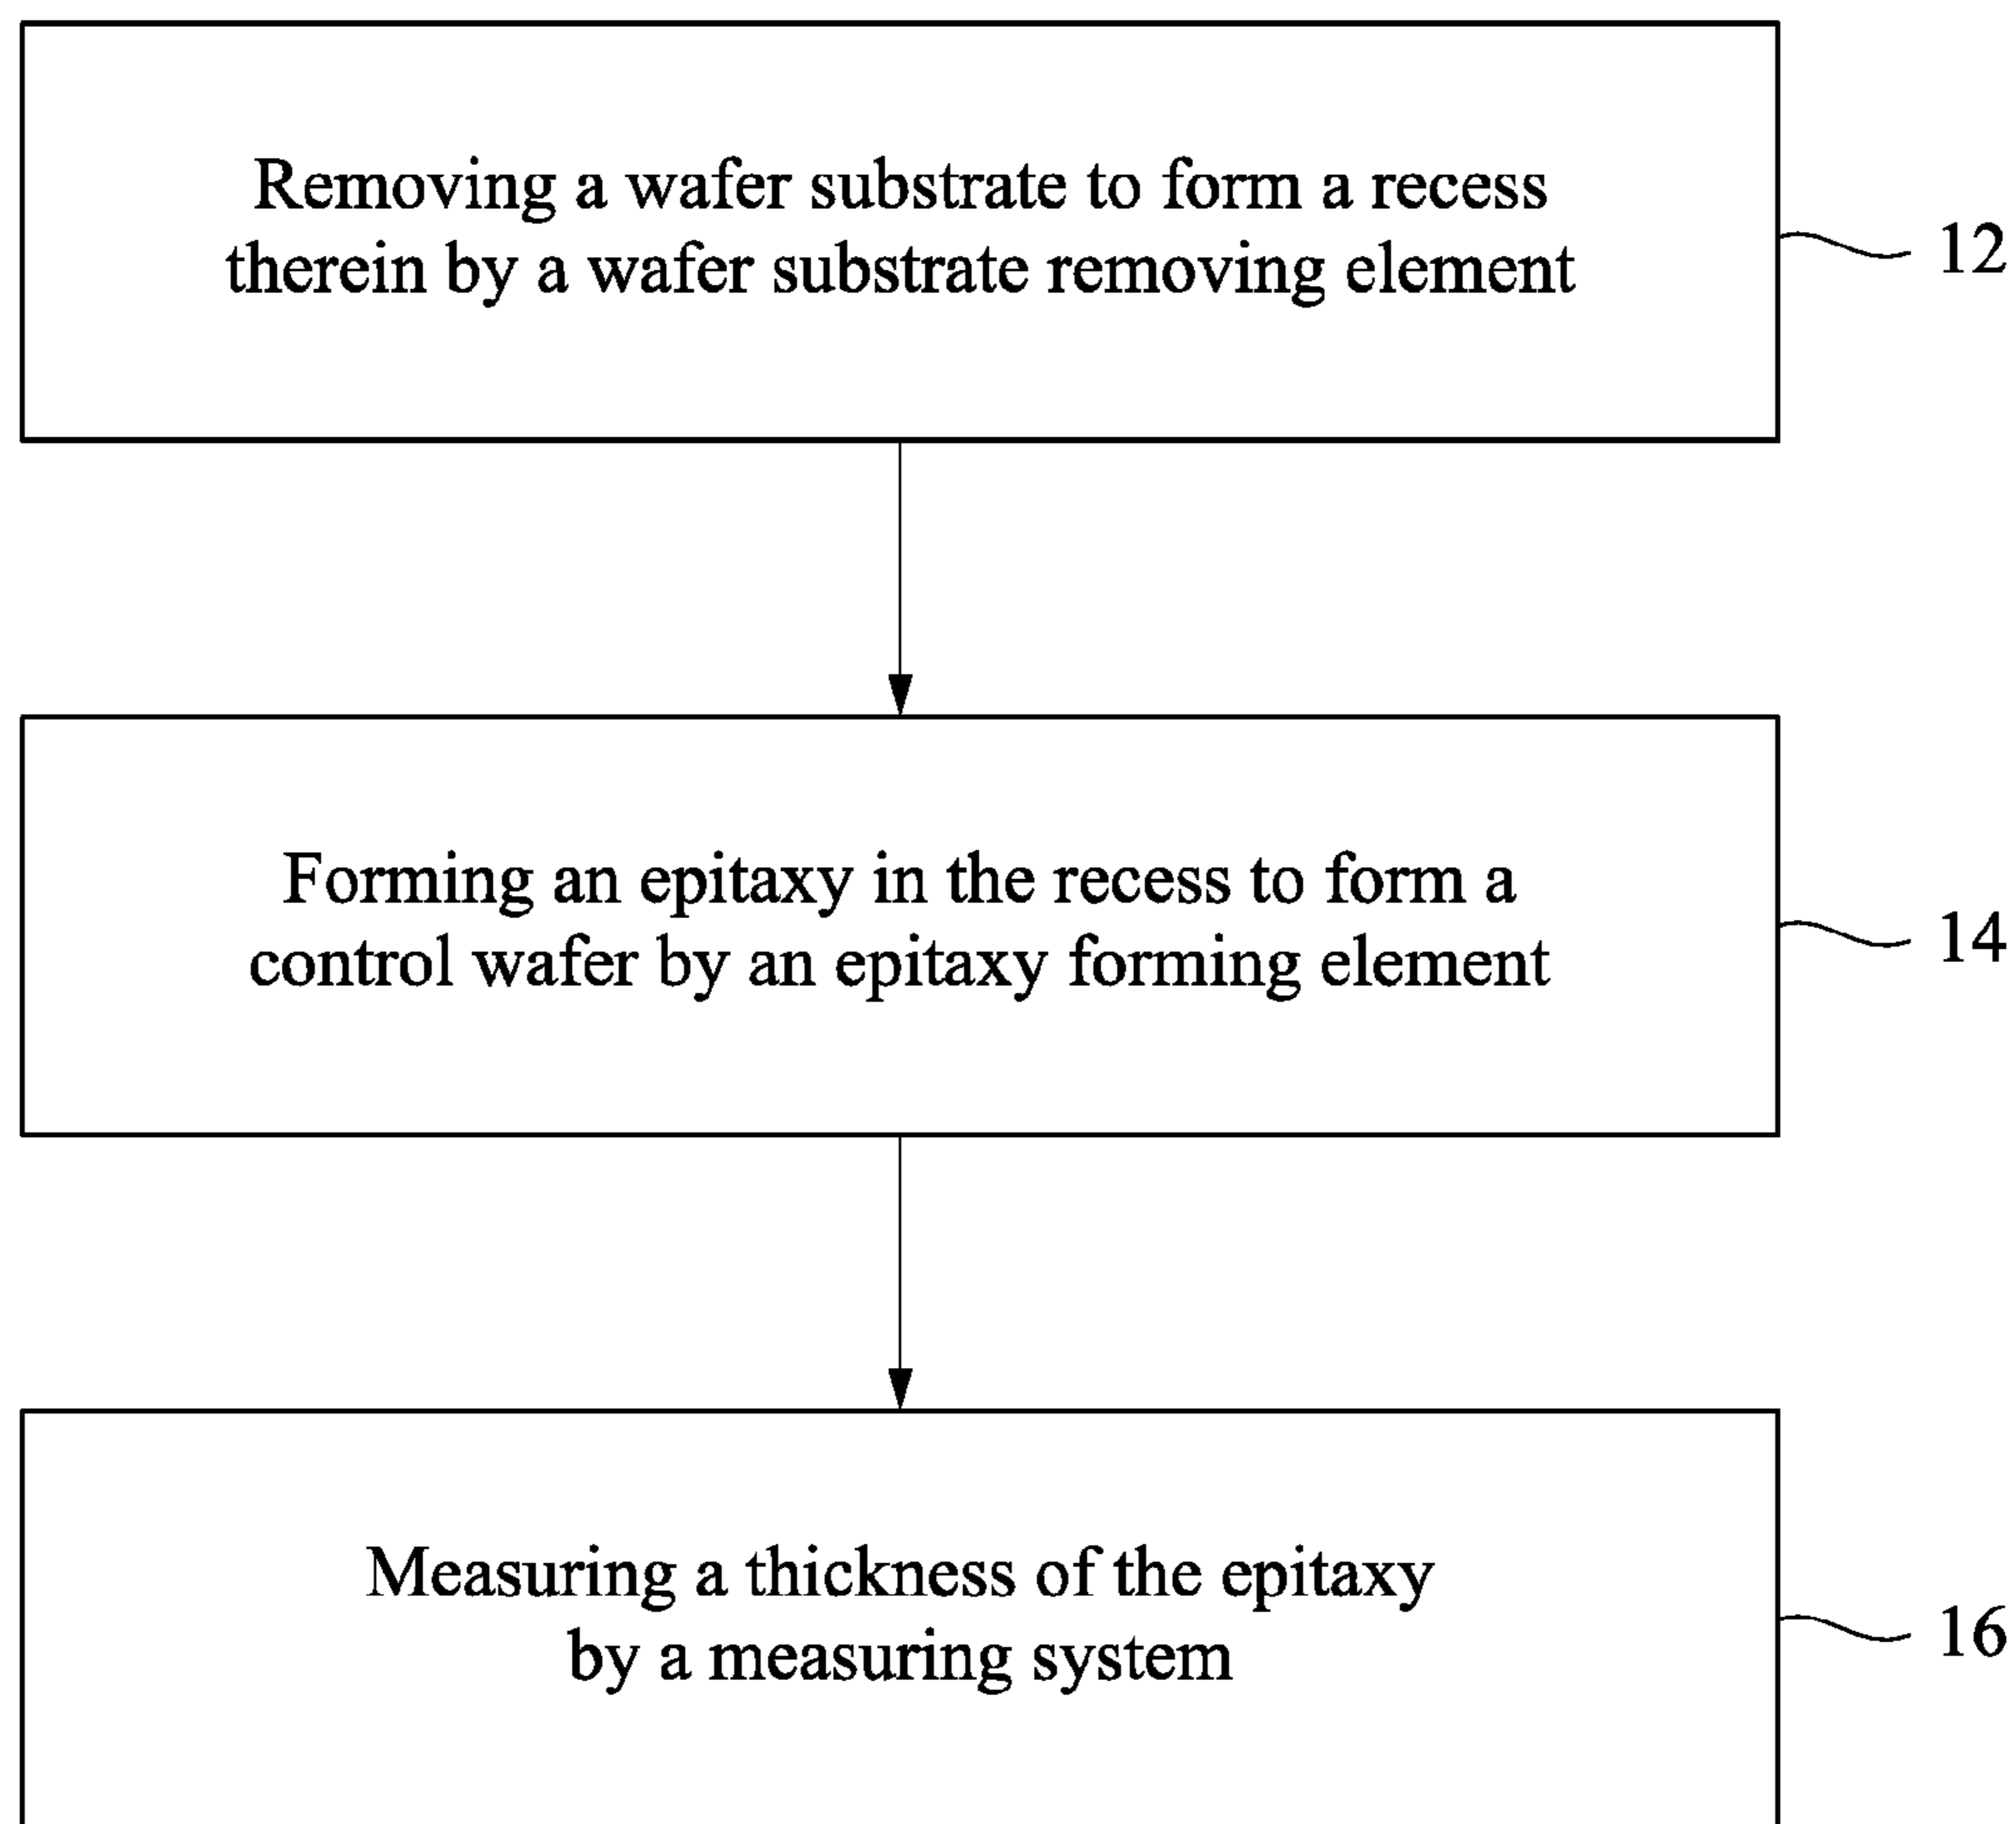 Removing a wafer substrate to form a recess
therein by a wafer substrate removing element
12
Forming an epitaxy in the recess to form a
control wafer by an epitaxy forming element
14
Measuring a thickness of the epitaxy
by a measuring system
16